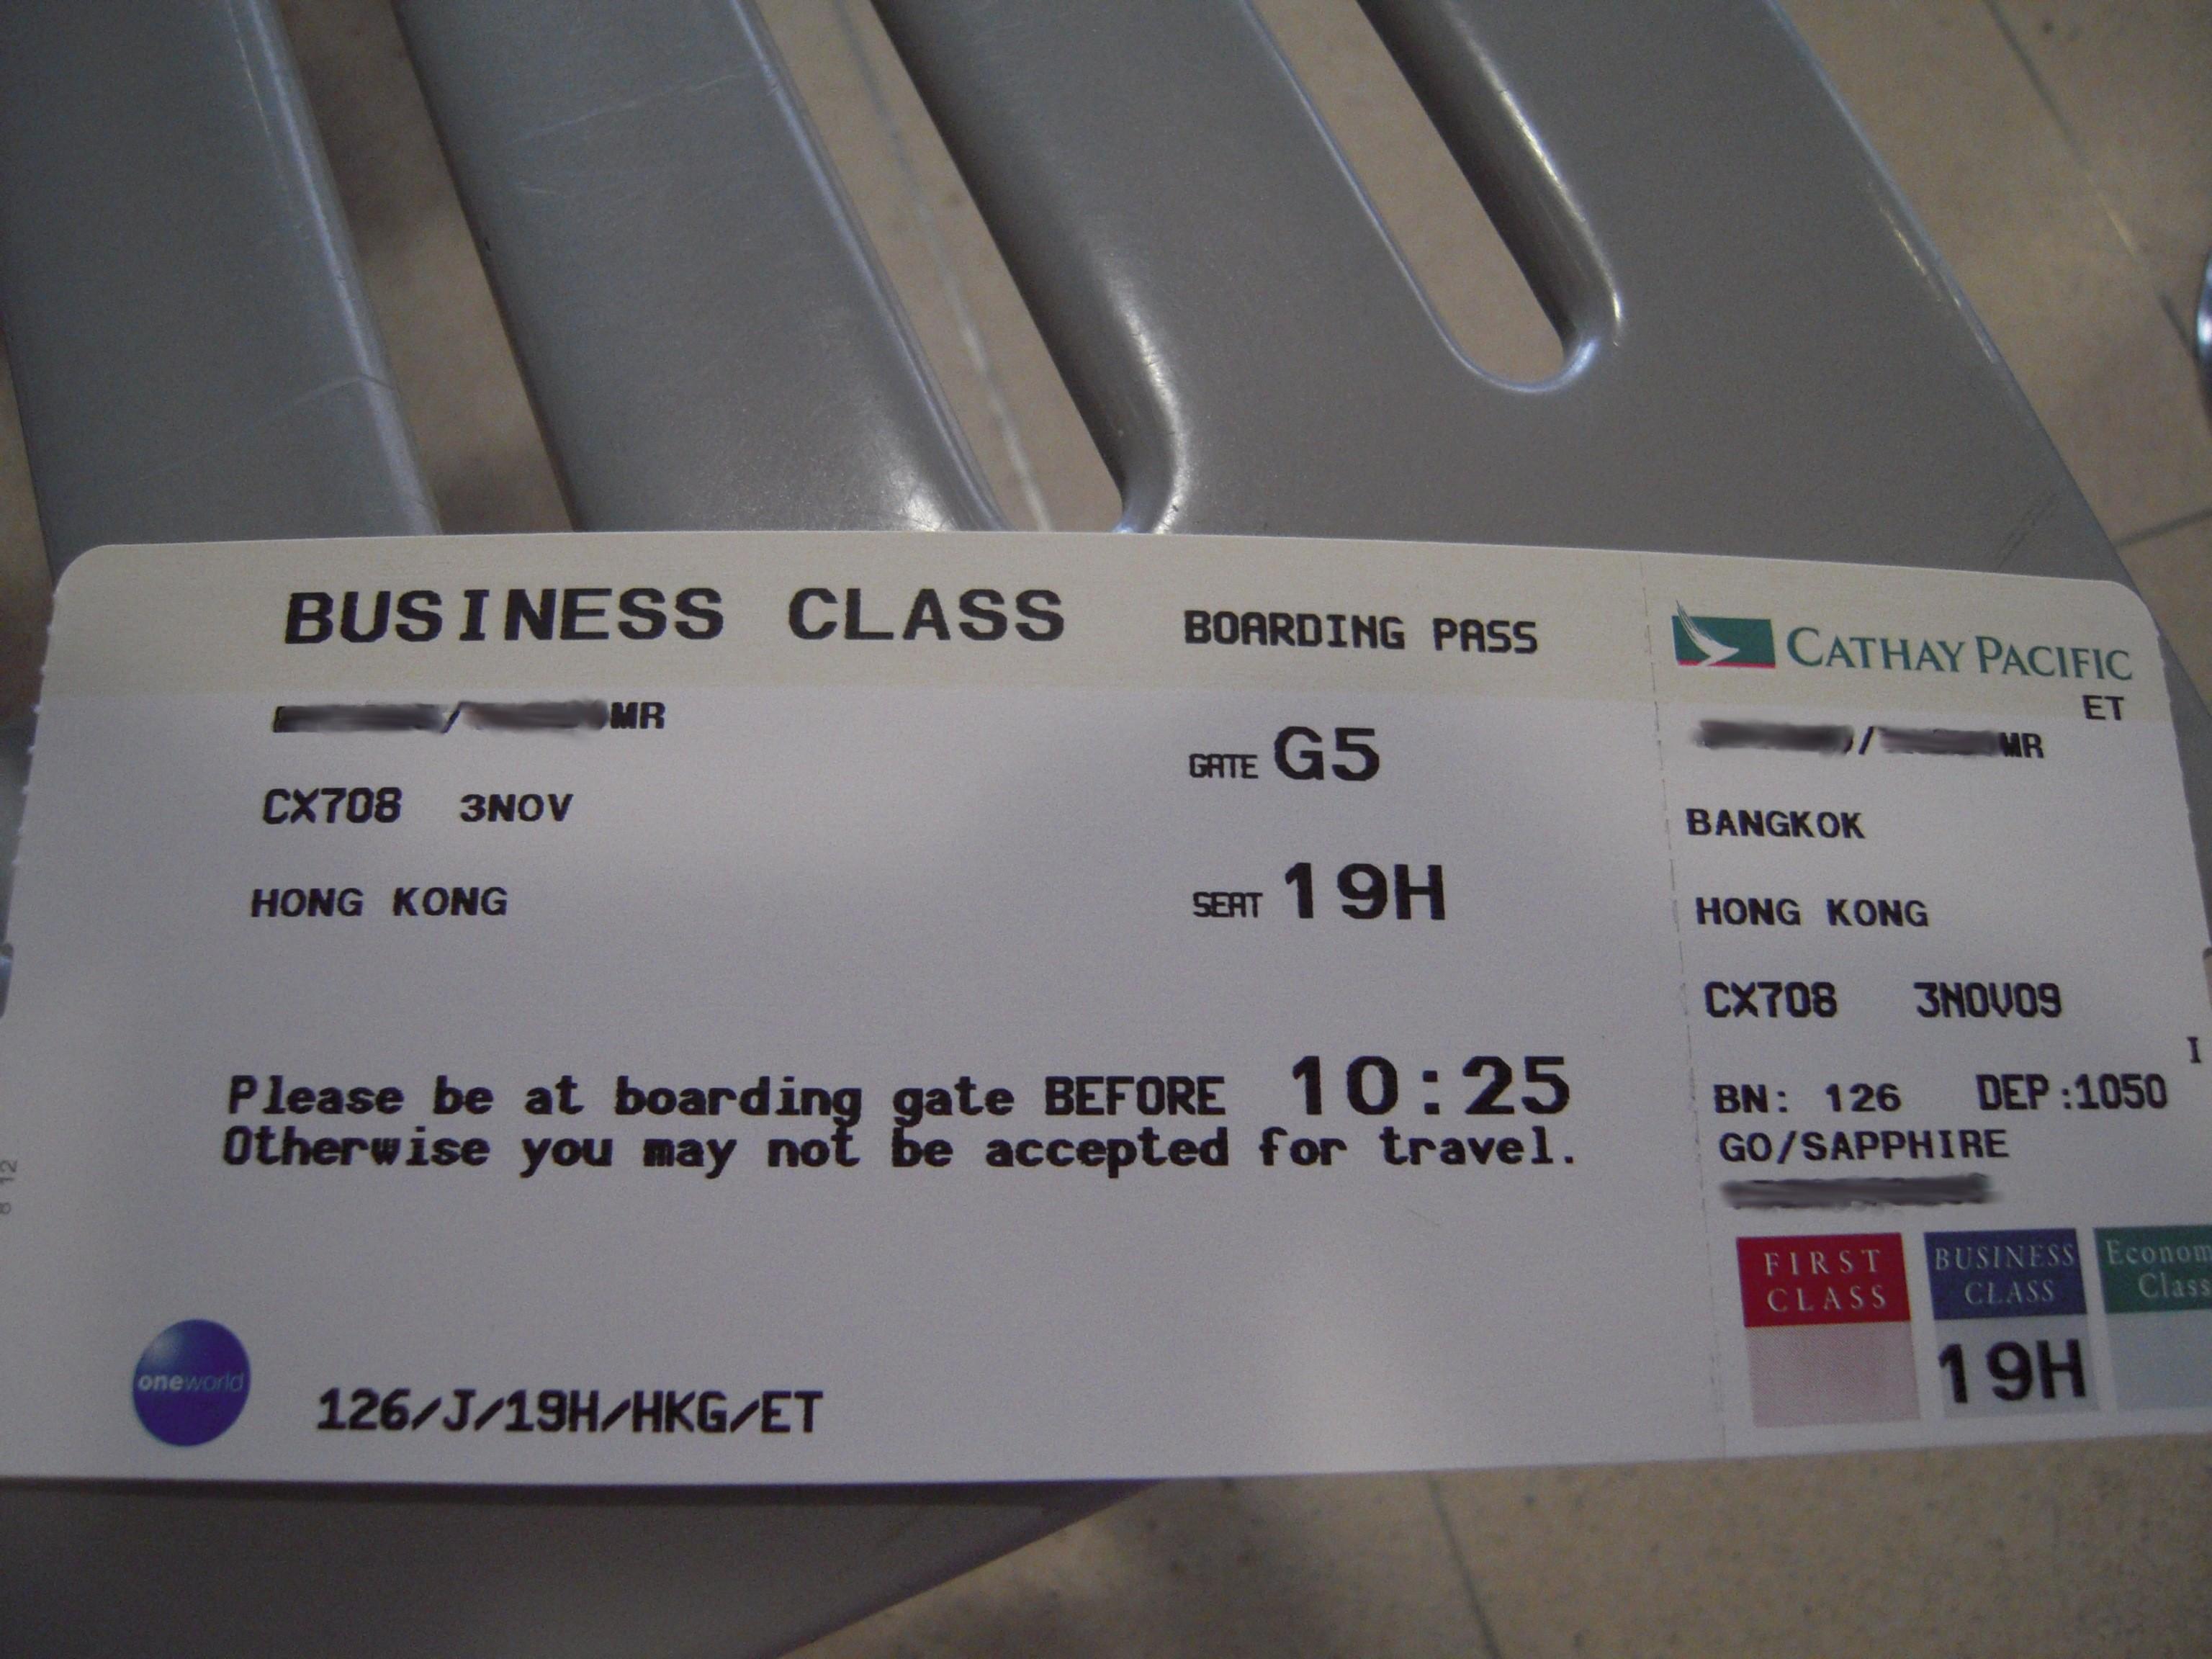 BUSINESS CLASS BOARDING PASS
MR
GATE G5
CX708 3NOV
HONG KONG
SEAT 19H
Please be at boarding gate BEFORE 10:25
Otherwise you may not be accepted for travel.
oneworld
126/J/19H/HKG/ET
CATHAY PACIFIC
ET
/ MR
BANGKOK
HONG KONG
CX708 3NOV09
I
BN: 126 DEP:1050
GO/SAPPHIRE
FIRST CLASS
BUSINESS CLASS
Econom
Class
19H